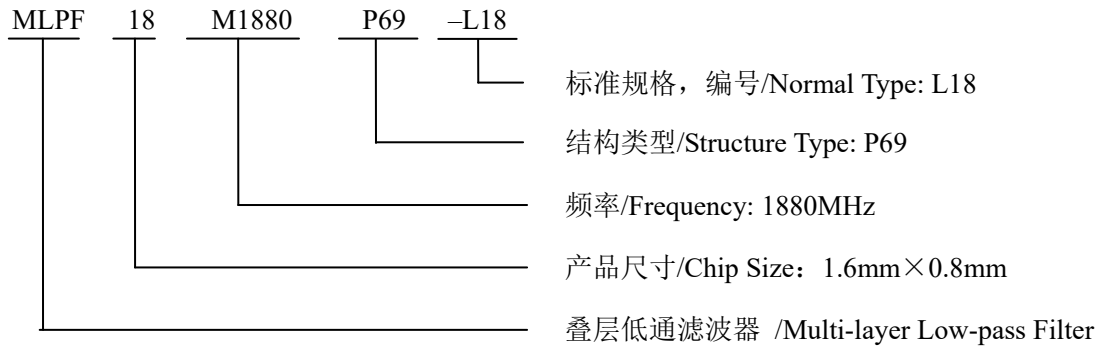 MLPF 18 M1880 P69 –L18
标准规格，编号/Normal Type: L18
结构类型/Structure Type: P69
频率/Frequency: 1880MHz
产品尺寸/Chip Size：1.6mm×0.8mm
叠层低通滤波器 /Multi-layer Low-pass Filter